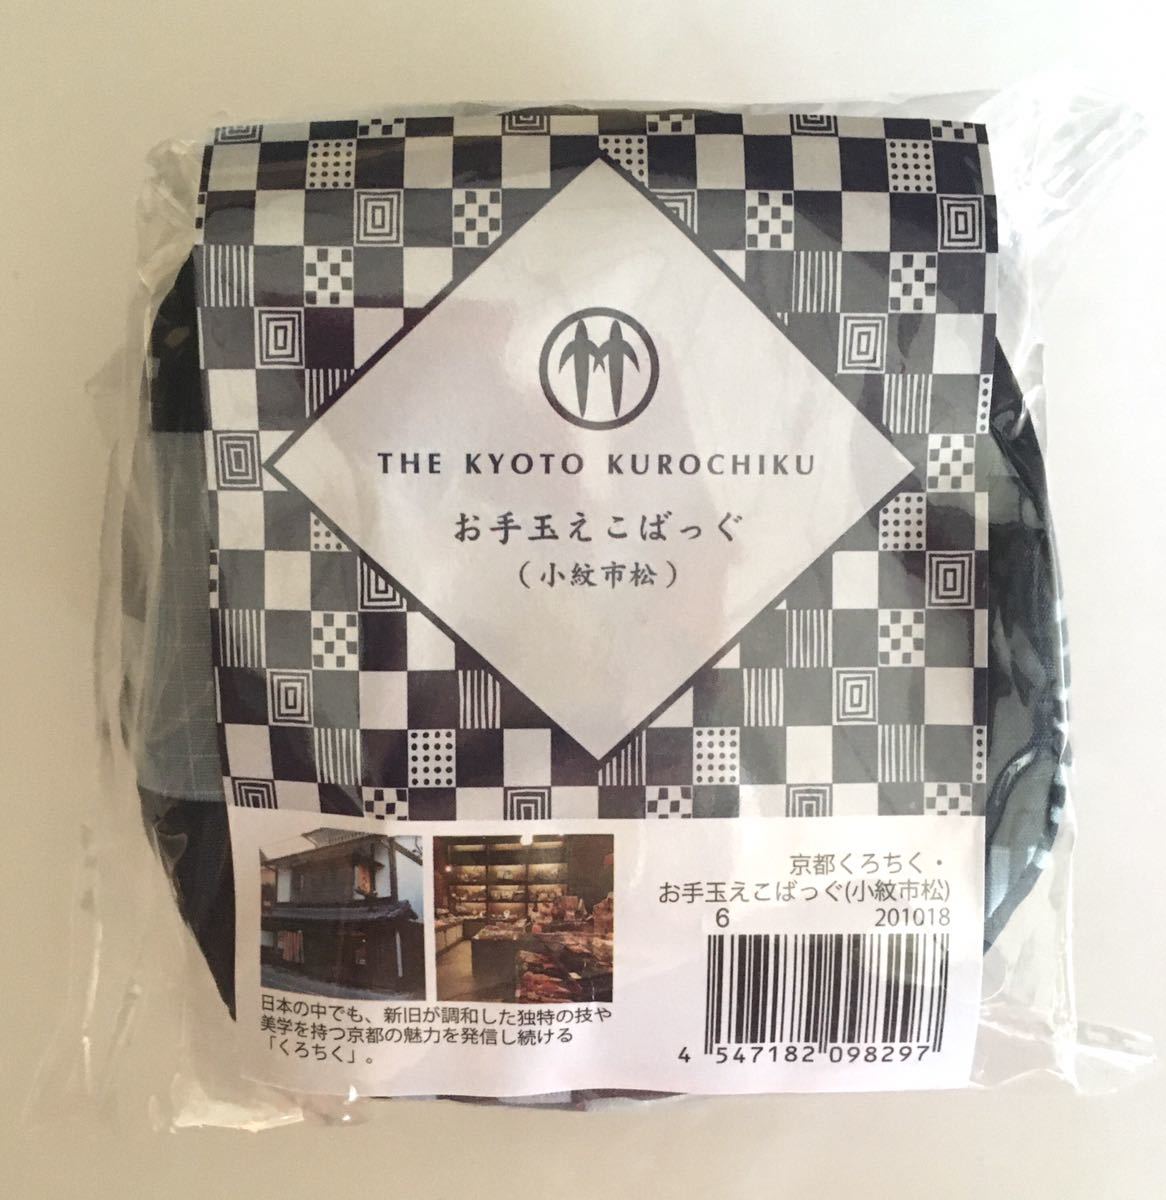 THE KYOTO KUROCHIKU
お手玉えこばっぐ
(小紋市松)
京都くろちく・
お手玉えこばっぐ(小紋市松)
6 201018
4 547182 098297
日本の中でも、新旧が調和した独特の技や
美学を持つ京都の魅力を発信し続ける
「くろちく」。